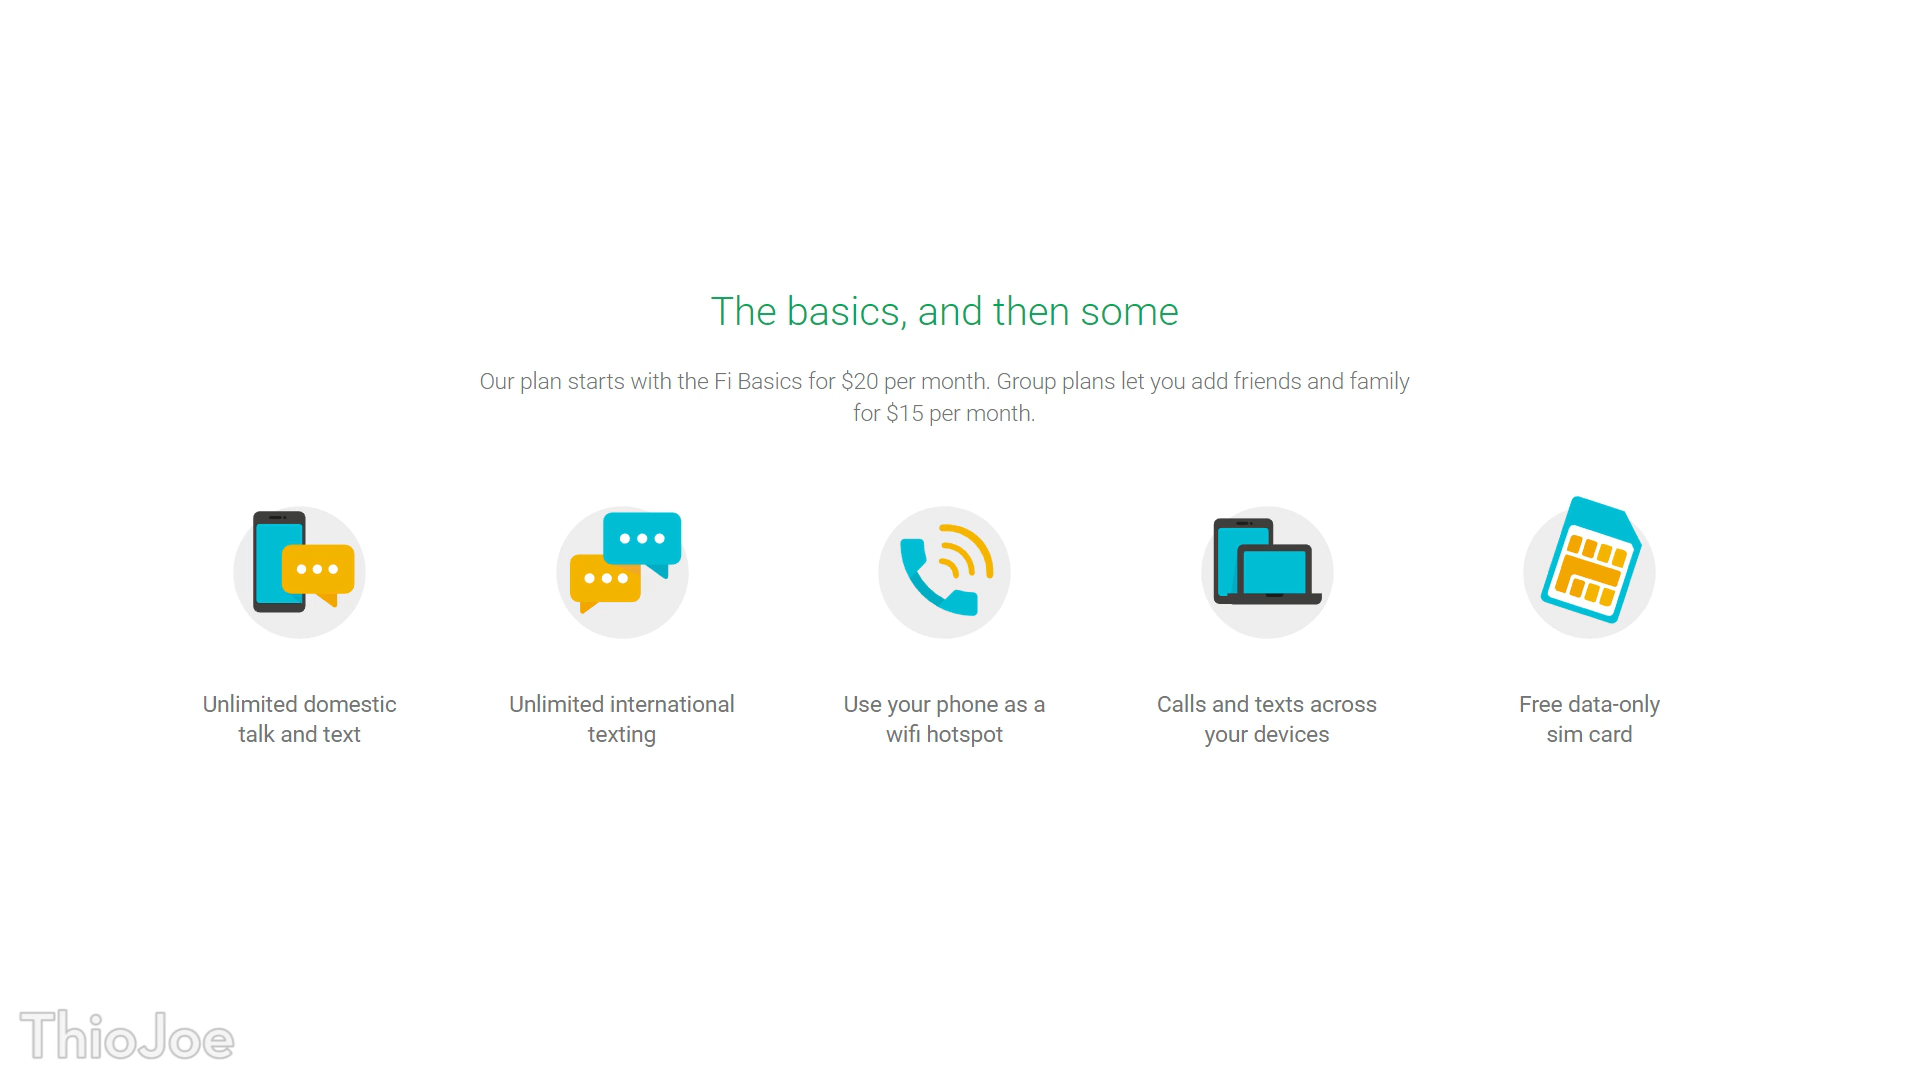 The basics, and then some
Our plan starts with the Fi Basics for $20 per month. Group plans let you add friends and family
for $15 per month.
Unlimited domestic
talk and text
Unlimited international
texting
Use your phone as a
wifi hotspot
Calls and texts across
your devices
Free data-only
sim card
ThioJoe